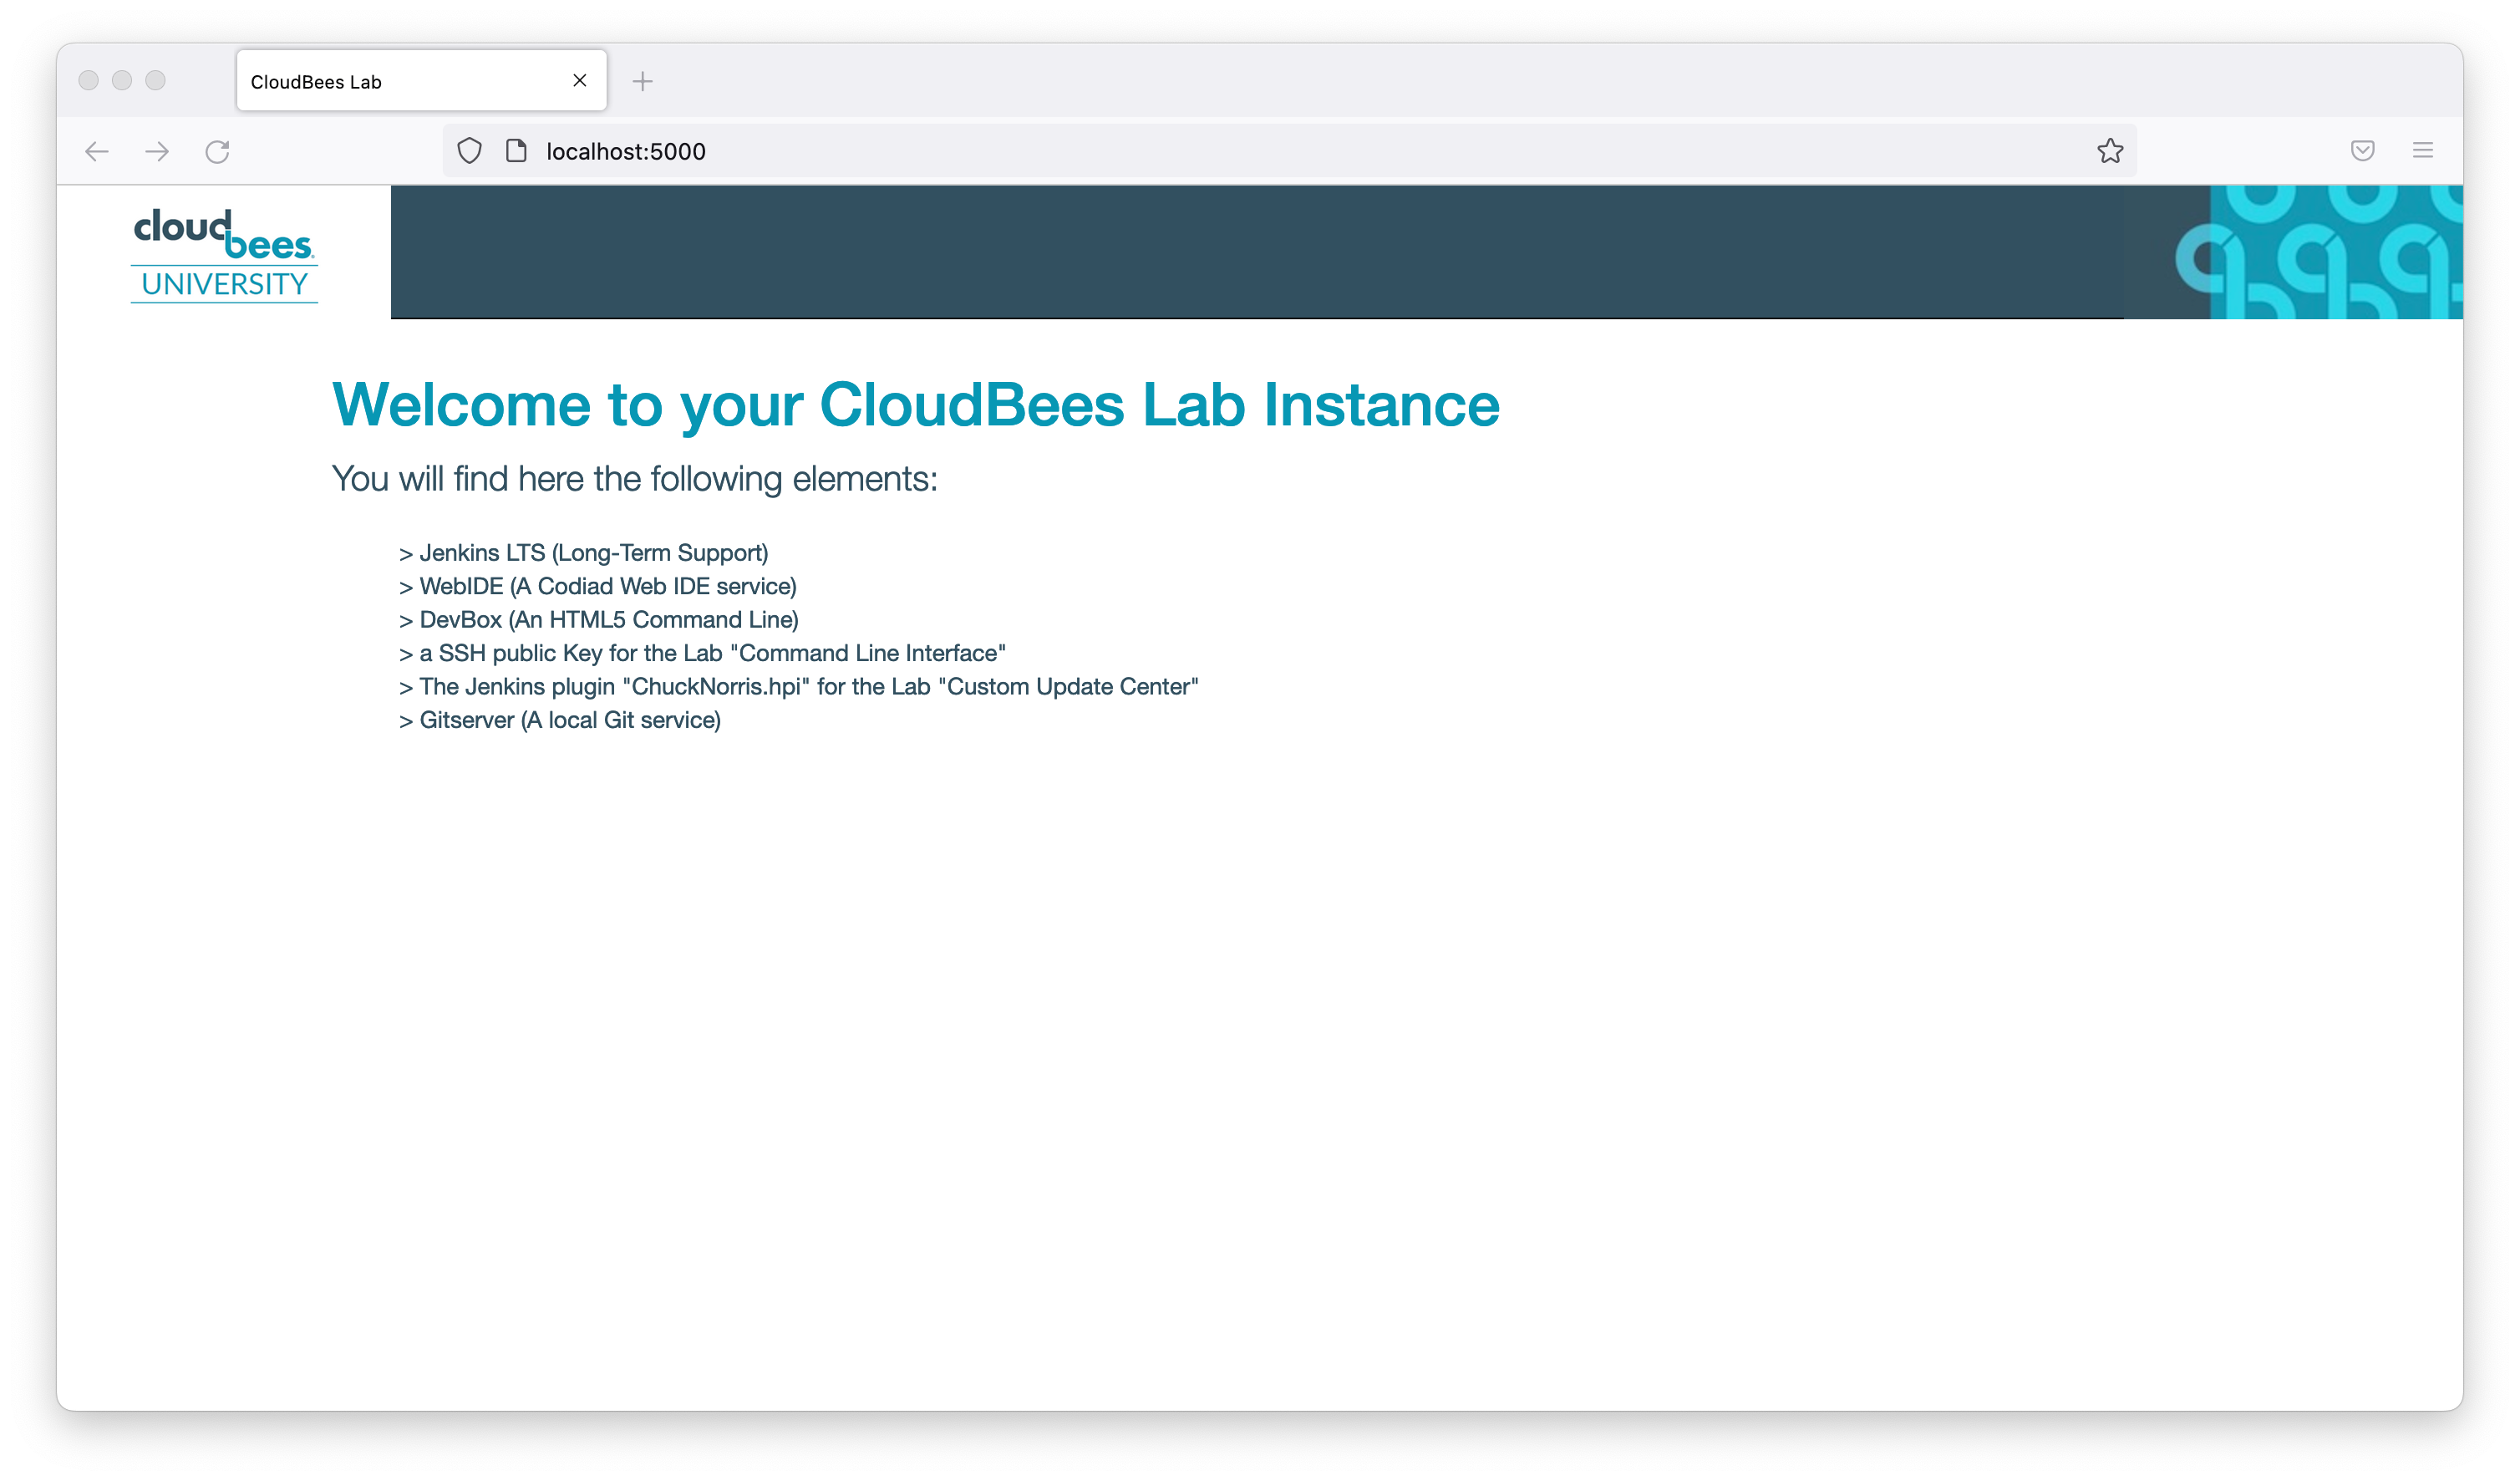 CloudBees Lab
localhost:5000
cloudbees
UNIVERSITY
Welcome to your CloudBees Lab Instance
You will find here the following elements:
> Jenkins LTS (Long-Term Support)
> WebIDE (A Codiad Web IDE service)
> DevBox (An HTML5 Command Line)
> a SSH public Key for the Lab "Command Line Interface"
> The Jenkins plugin "ChuckNorris.hpi" for the Lab "Custom Update Center"
> Gitserver (A local Git service)